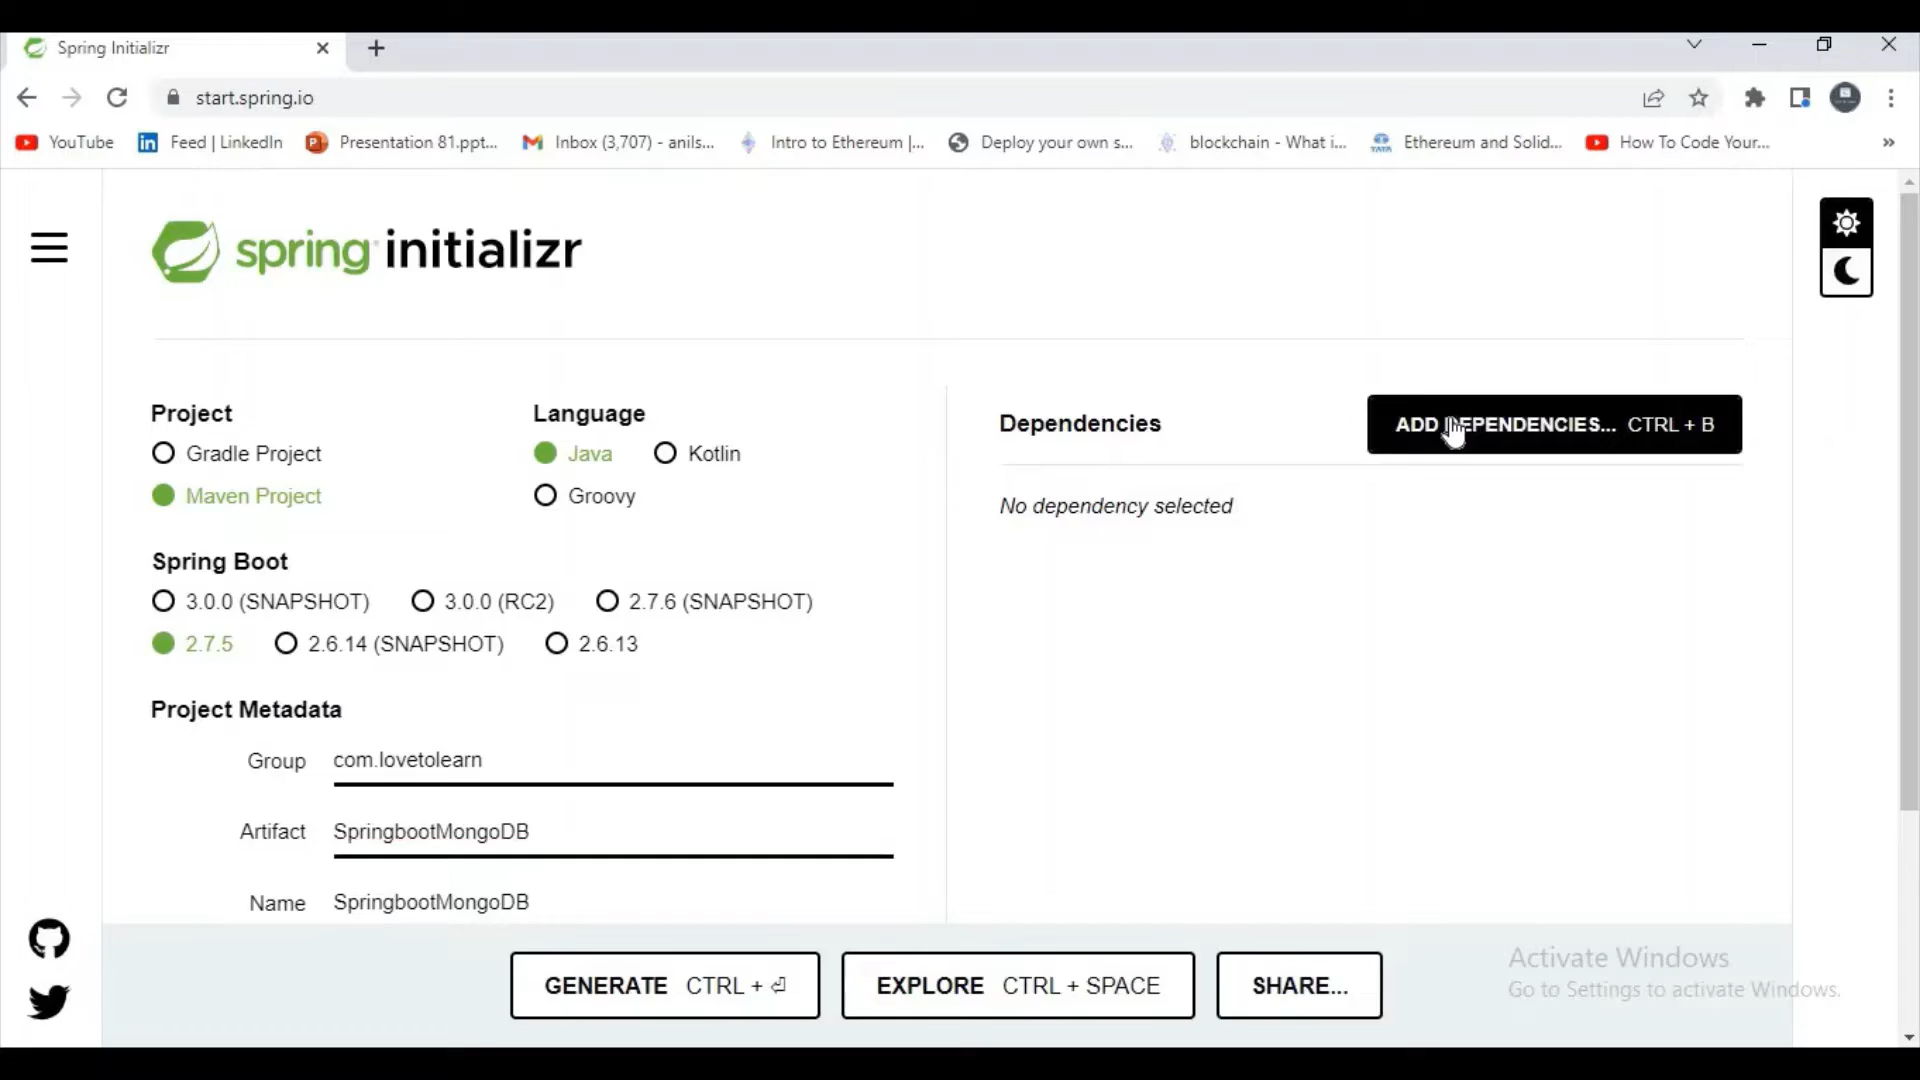 Spring Initializr
start.spring.io
YouTube Feed | LinkedIn Presentation 81.ppt... Inbox (3,707) - anils... Intro to Ethereum |... Deploy your own s... blockchain - What i... TATA Ethereum and Solid... How To Code Your... »
spring initializr
Project
Gradle Project
Maven Project
Language
Java Kotlin
Groovy
Spring Boot
3.0.0 (SNAPSHOT) 3.0.0 (RC2) 2.7.6 (SNAPSHOT)
2.7.5 2.6.14 (SNAPSHOT) 2.6.13
Project Metadata
Group com.lovetolearn
Artifact SpringbootMongoDB
Name SpringbootMongoDB
Dependencies
ADD DEPENDENCIES... CTRL + B
No dependency selected
GENERATE CTRL + ⏎
EXPLORE CTRL + SPACE
SHARE...
Activate Windows
Go to Settings to activate Windows.